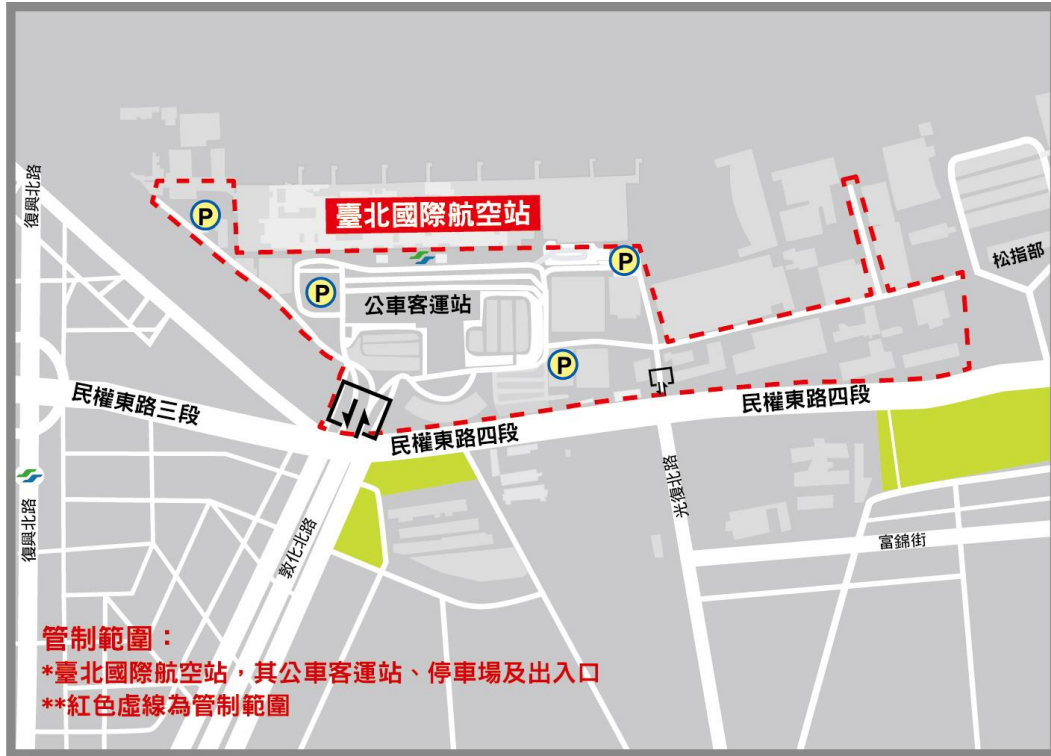 復興北路
P
臺北國際航空站
P
松指部
P
公車客運站
P
民權東路三段
民權東路四段
民權東路四段
復興北路
敦化北路
光復北路
富錦街
管制範圍：
*臺北國際航空站，其公車客運站、停車場及出入口
**紅色虛線為管制範圍